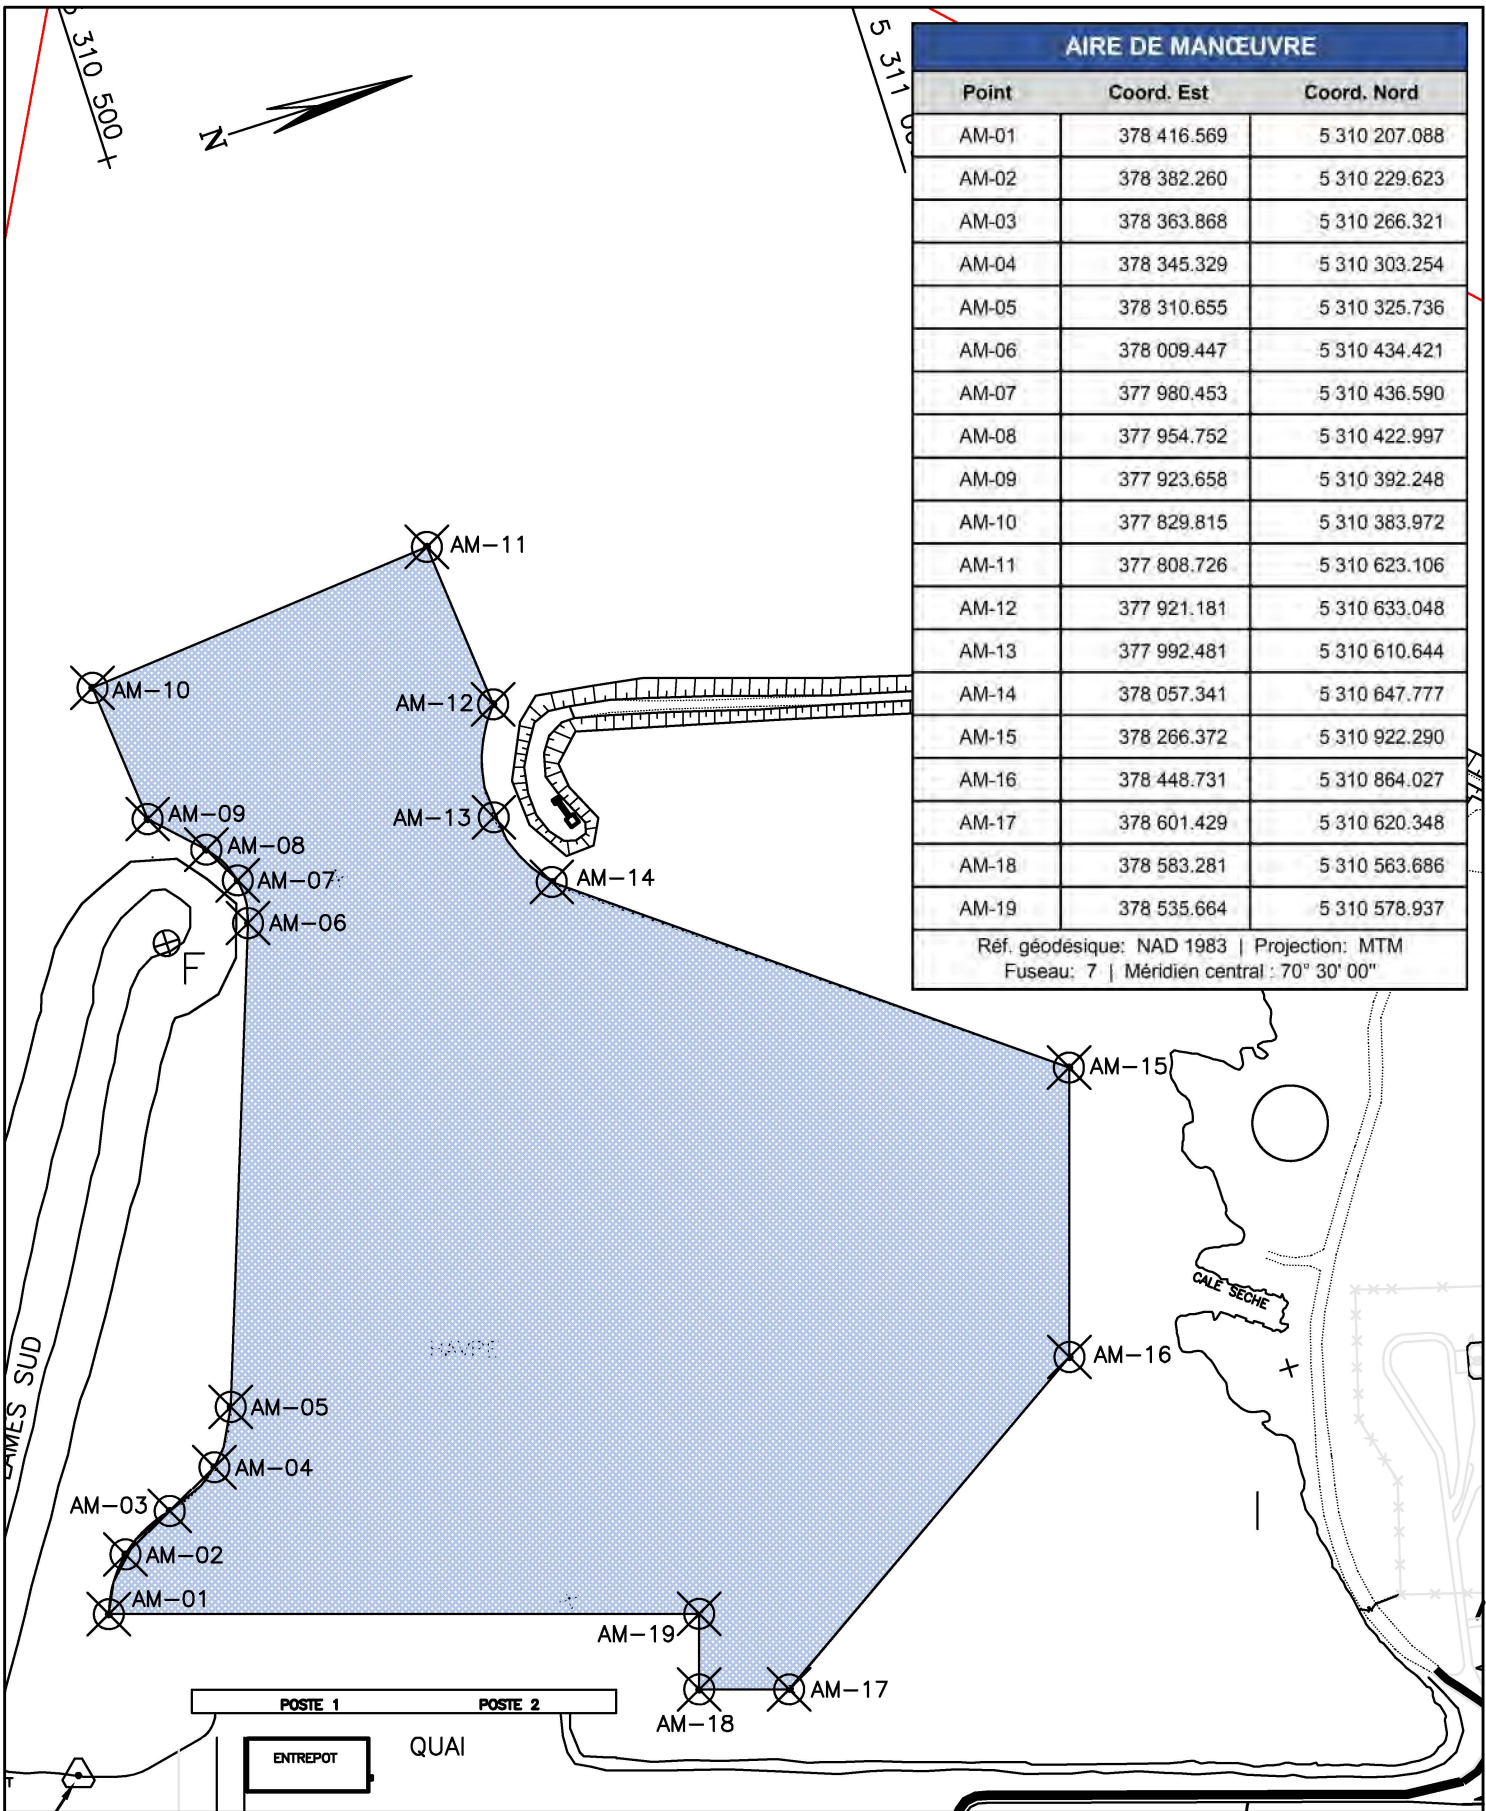 5 310 500
5 311 0
N
AIRE DE MANŒUVRE
Point Coord. Est Coord. Nord
AM-01 378 416.569 5 310 207.088
AM-02 378 382.260 5 310 229.623
AM-03 378 363.868 5 310 266.321
AM-04 378 345.329 5 310 303.254
AM-05 378 310.655 5 310 325.736
AM-06 378 009.447 5 310 434.421
AM-07 377 980.453 5 310 436.590
AM-08 377 954.752 5 310 422.997
AM-09 377 923.658 5 310 392.248
AM-10 377 829.815 5 310 383.972
AM-11 377 808.726 5 310 623.106
AM-12 377 921.181 5 310 633.048
AM-13 377 992.481 5 310 610.644
AM-14 378 057.341 5 310 647.777
AM-15 378 266.372 5 310 922.290
AM-16 378 448.731 5 310 864.027
AM-17 378 601.429 5 310 620.348
AM-18 378 583.281 5 310 563.686
AM-19 378 535.664 5 310 578.937
Réf. géodésique: NAD 1983 | Projection: MTM
Fuseau: 7 | Méridien central : 70° 30' 00"
AM-11
AM-10
AM-12
AM-09
AM-13
AM-08
AM-07
AM-14
AM-06
F
AM-15
CALE SECHE
HAVRE
AM-16
LAMES SUD
AM-05
AM-04
AM-03
AM-02
AM-01
AM-19
AM-17
AM-18
POSTE 1
POSTE 2
QUAI
ENTREPOT
T